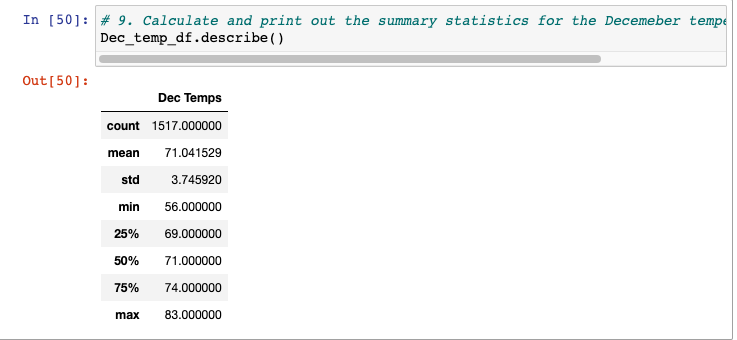 In [50]: # 9. Calculate and print out the summary statistics for the Decemeber tempe
Dec_temp_df.describe()
Out[50]:
Dec Temps
count 1517.000000
mean 71.041529
std 3.745920
min 56.000000
25% 69.000000
50% 71.000000
75% 74.000000
max 83.000000